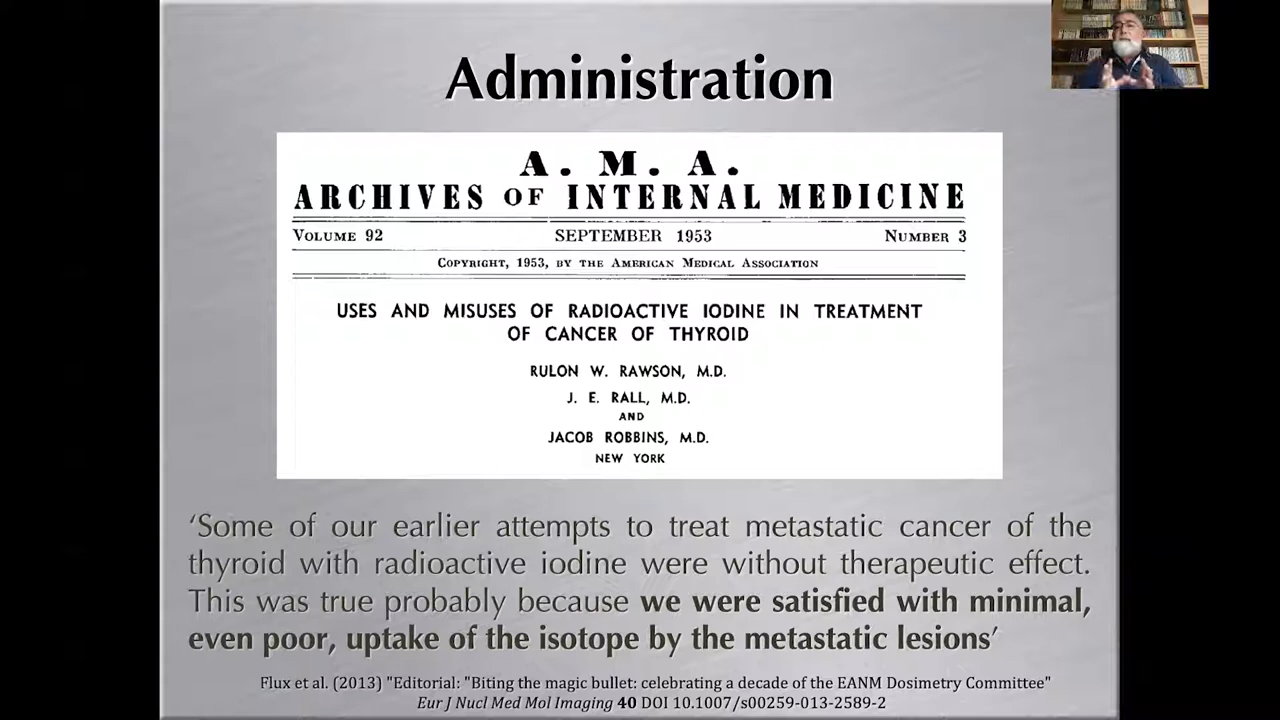 Administration
A. M. A.
ARCHIVES OF INTERNAL MEDICINE
VOLUME 92 SEPTEMBER 1953 NUMBER 3
COPYRIGHT, 1953, BY THE AMERICAN MEDICAL ASSOCIATION
USES AND MISUSES OF RADIOACTIVE IODINE IN TREATMENT
OF CANCER OF THYROID
RULON W. RAWSON, M.D.
J. E. RALL, M.D.
AND
JACOB ROBBINS, M.D.
NEW YORK
‘Some of our earlier attempts to treat metastatic cancer of the
thyroid with radioactive iodine were without therapeutic effect.
This was true probably because we were satisfied with minimal,
even poor, uptake of the isotope by the metastatic lesions’
Flux et al. (2013) "Editorial: "Biting the magic bullet: celebrating a decade of the EANM Dosimetry Committee"
Eur J Nucl Med Mol Imaging 40 DOI 10.1007/s00259-013-2589-2